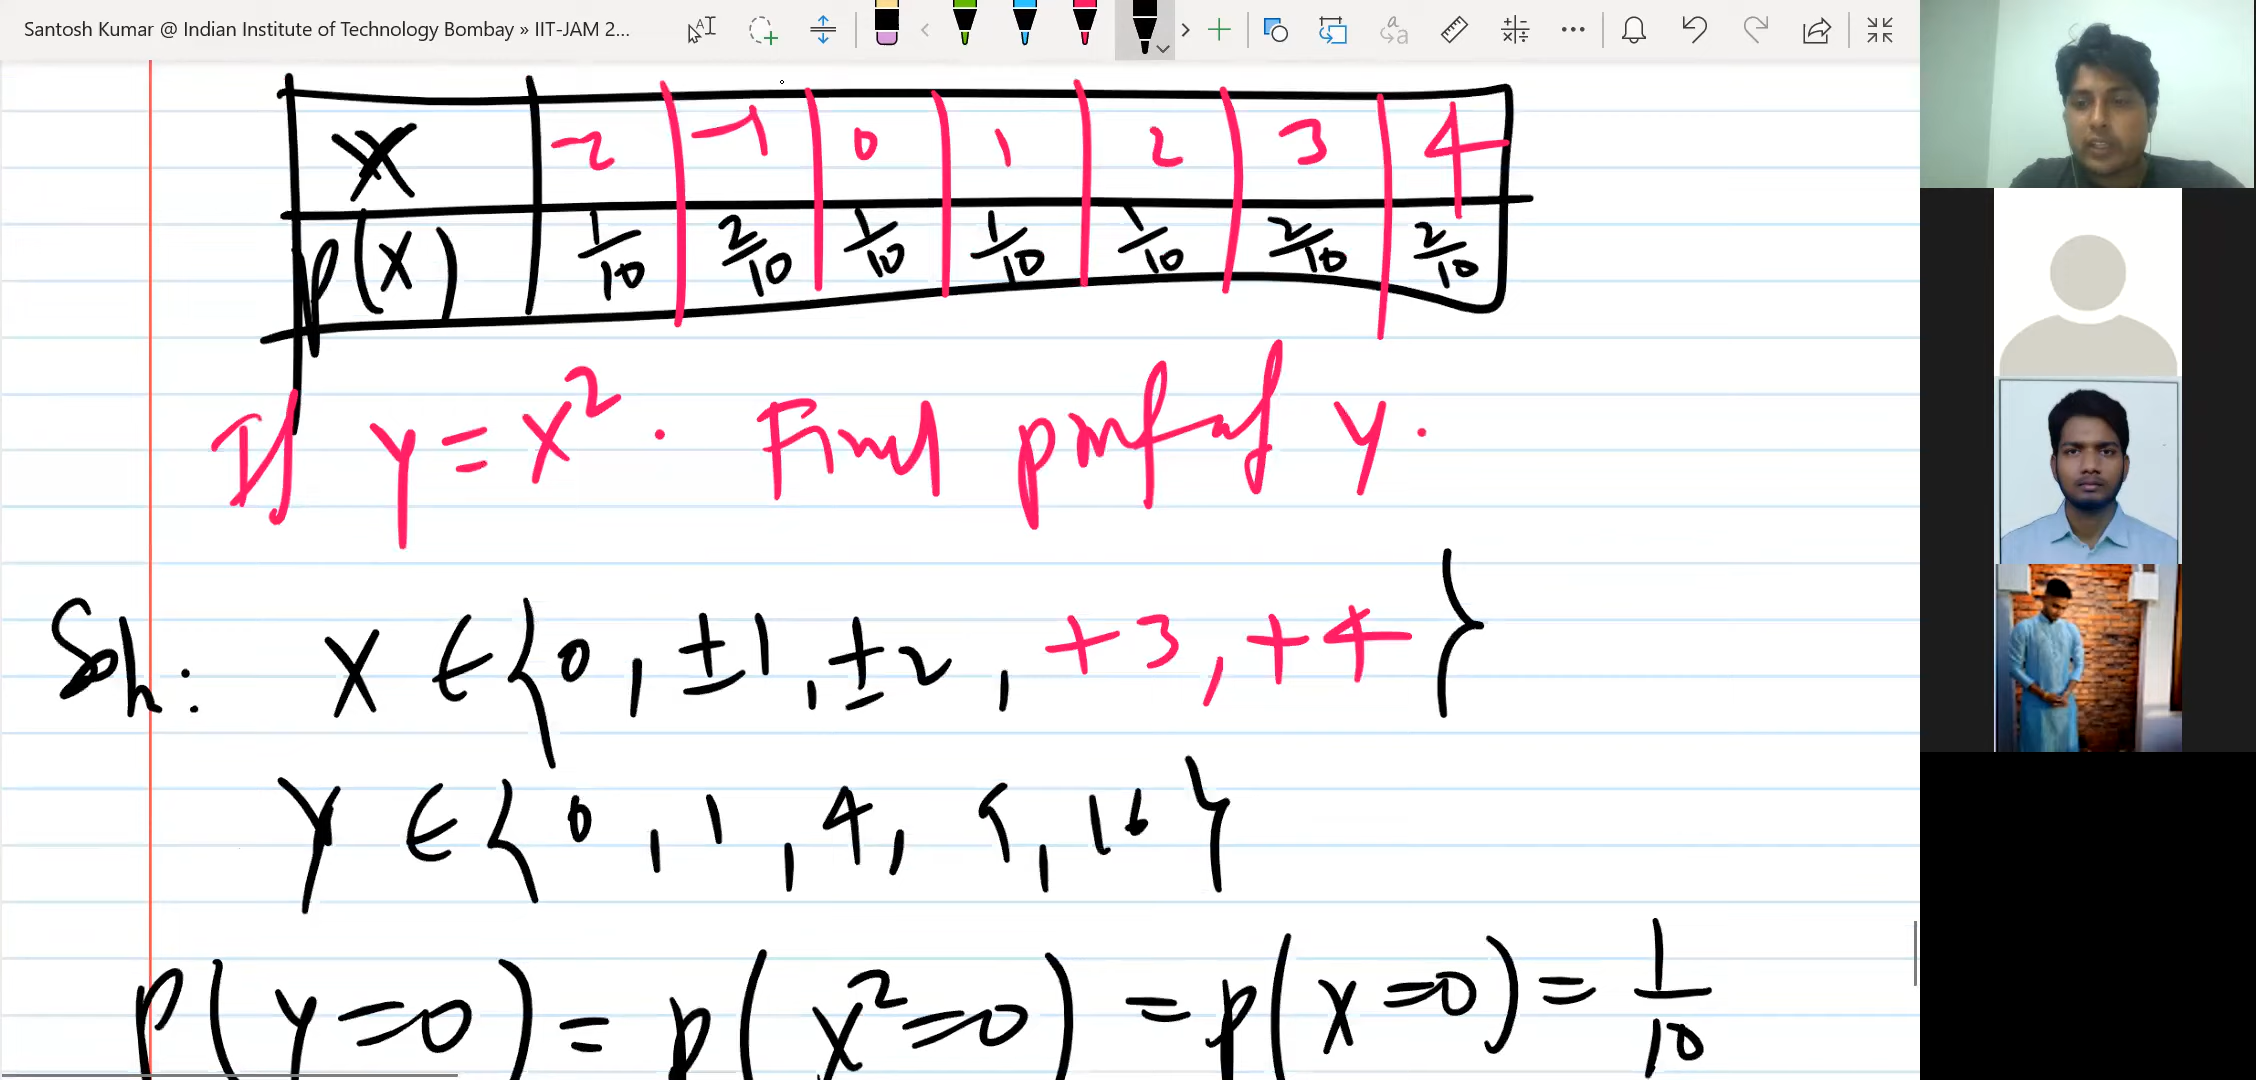 Santosh Kumar @ Indian Institute of Technology Bombay » IIT-JAM 2...
X -2 -1 0 1 2 3 4
p(X) 1/10 2/10 1/10 1/10 1/10 2/10 2/10
If Y = X². Find pmf of Y.
Soln: X ∈ {0, ±1, ±2, +3, +4}
Y ∈ {0, 1, 4, 9, 16}
P(Y=0) = P(X²=0) = P(X=0) = 1/10